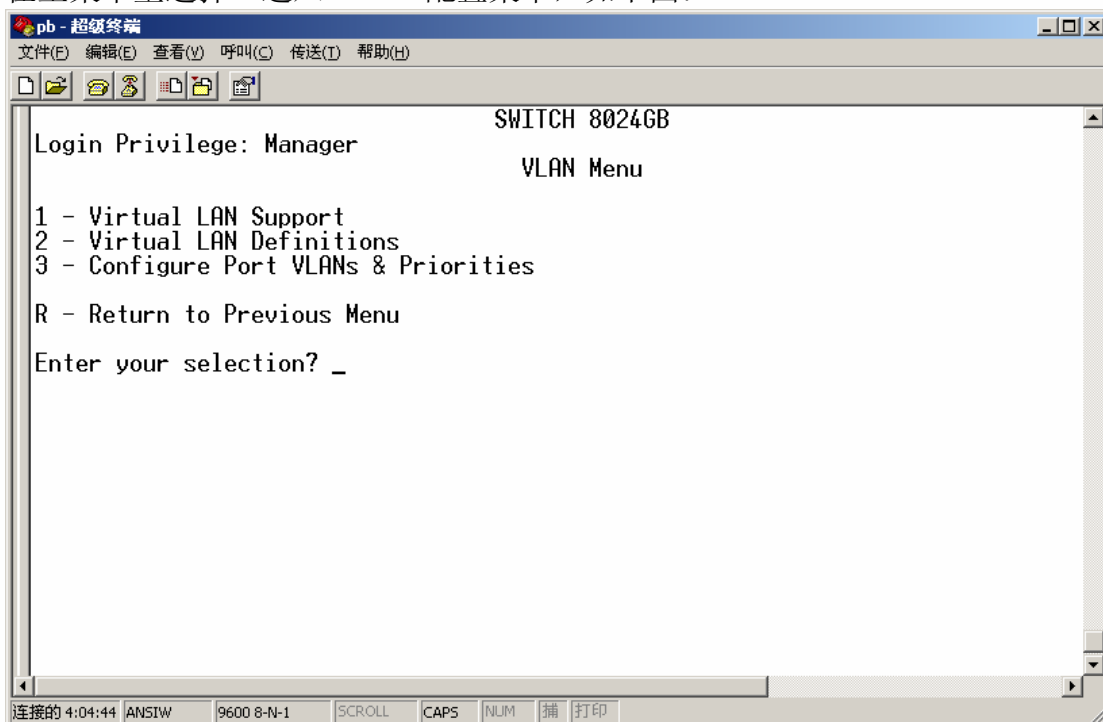 pb - 超级终端
文件(F) 编辑(E) 查看(V) 呼叫(C) 传送(T) 帮助(H)
SWITCH 8024GB
Login Privilege: Manager
VLAN Menu
1 - Virtual LAN Support
2 - Virtual LAN Definitions
3 - Configure Port VLANs & Priorities
R - Return to Previous Menu
Enter your selection? _
连接的 4:04:44 ANSIW 9600 8-N-1 SCROLL CAPS NUM 捕 打印